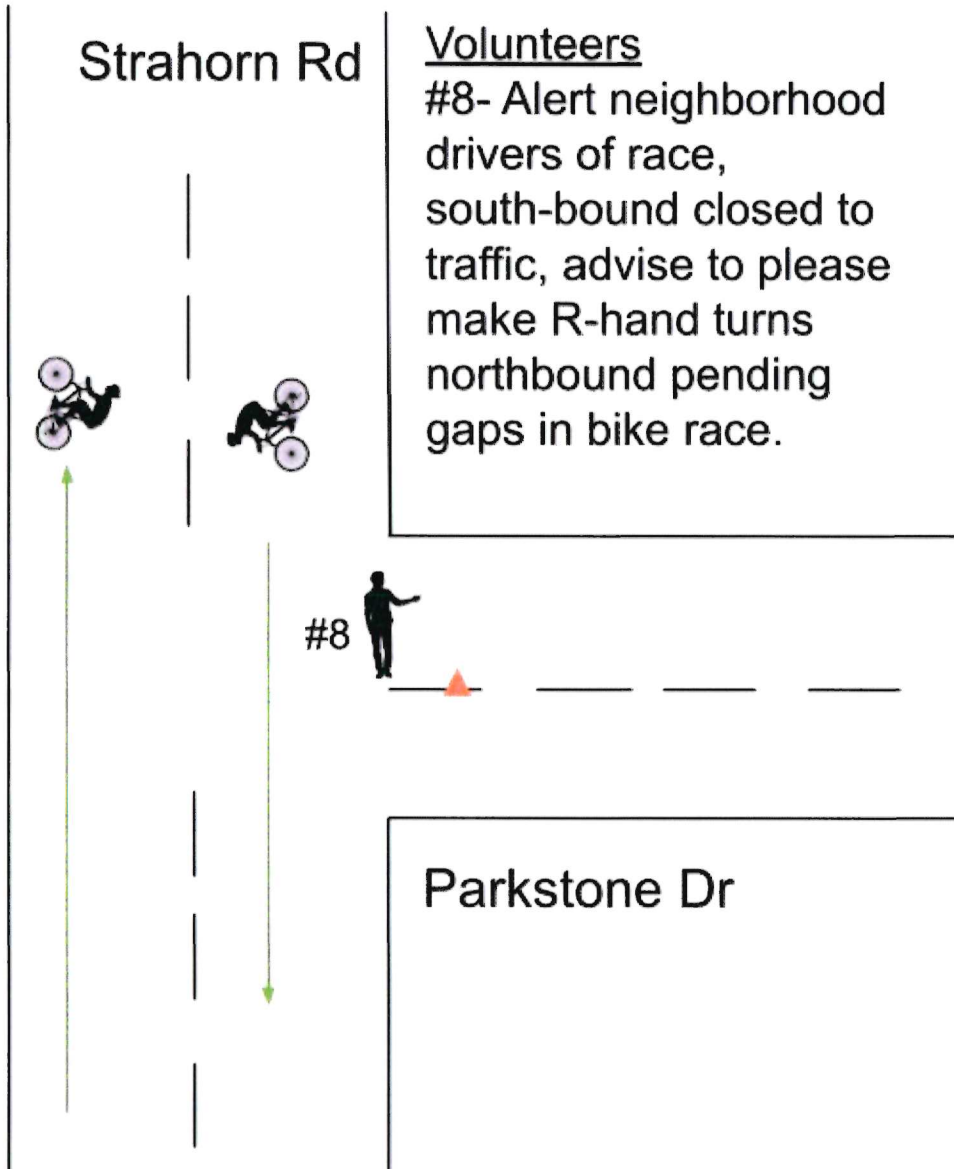 Strahorn Rd
Volunteers
#8- Alert neighborhood
drivers of race,
south-bound closed to
traffic, advise to please
make R-hand turns
northbound pending
gaps in bike race.
#8
Parkstone Dr